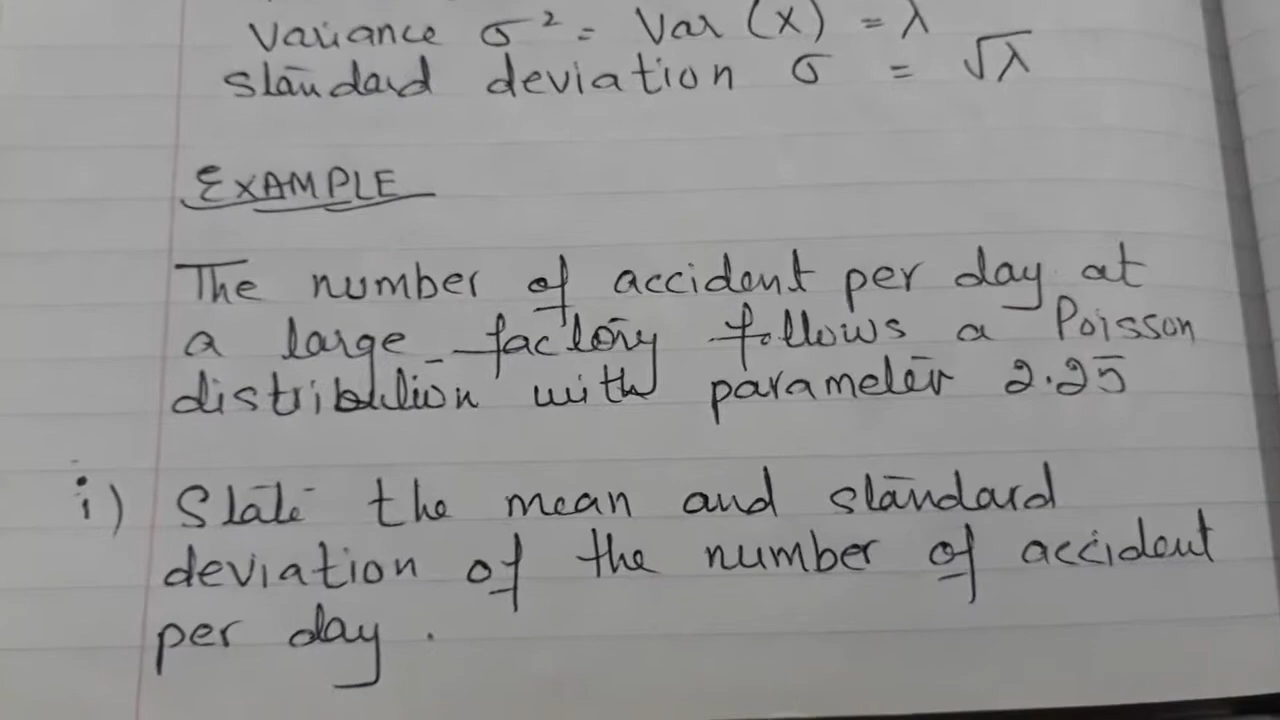 variance σ² = Var (X) = λ
standard deviation σ = √λ
EXAMPLE
The number of accident per day at
a large factory follows a Poisson
distribution with parameter 2.25
i) State the mean and standard
deviation of the number of accident
per day.